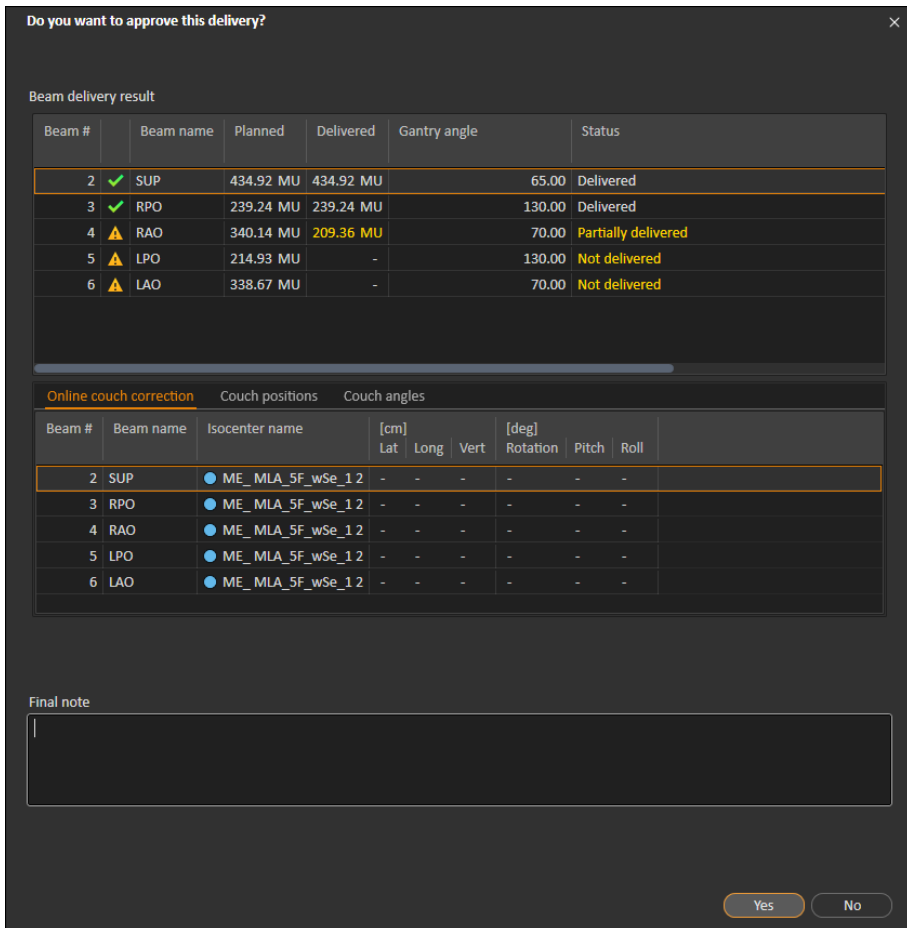 Do you want to approve this delivery?
Beam delivery result
Beam # Beam name Planned Delivered Gantry angle Status
2 SUP 434.92 MU 434.92 MU 65.00 Delivered
3 RPO 239.24 MU 239.24 MU 130.00 Delivered
4 RAO 340.14 MU 209.36 MU 70.00 Partially delivered
5 LPO 214.93 MU - 130.00 Not delivered
6 LAO 338.67 MU - 70.00 Not delivered
Online couch correction Couch positions Couch angles
Beam # Beam name Isocenter name [cm] [deg]
Lat Long Vert Rotation Pitch Roll
2 SUP ME_ MLA_5F_wSe_1 2 - - - - - -
3 RPO ME_ MLA_5F_wSe_1 2 - - - - - -
4 RAO ME_ MLA_5F_wSe_1 2 - - - - - -
5 LPO ME_ MLA_5F_wSe_1 2 - - - - - -
6 LAO ME_ MLA_5F_wSe_1 2 - - - - - -
Final note
Yes No